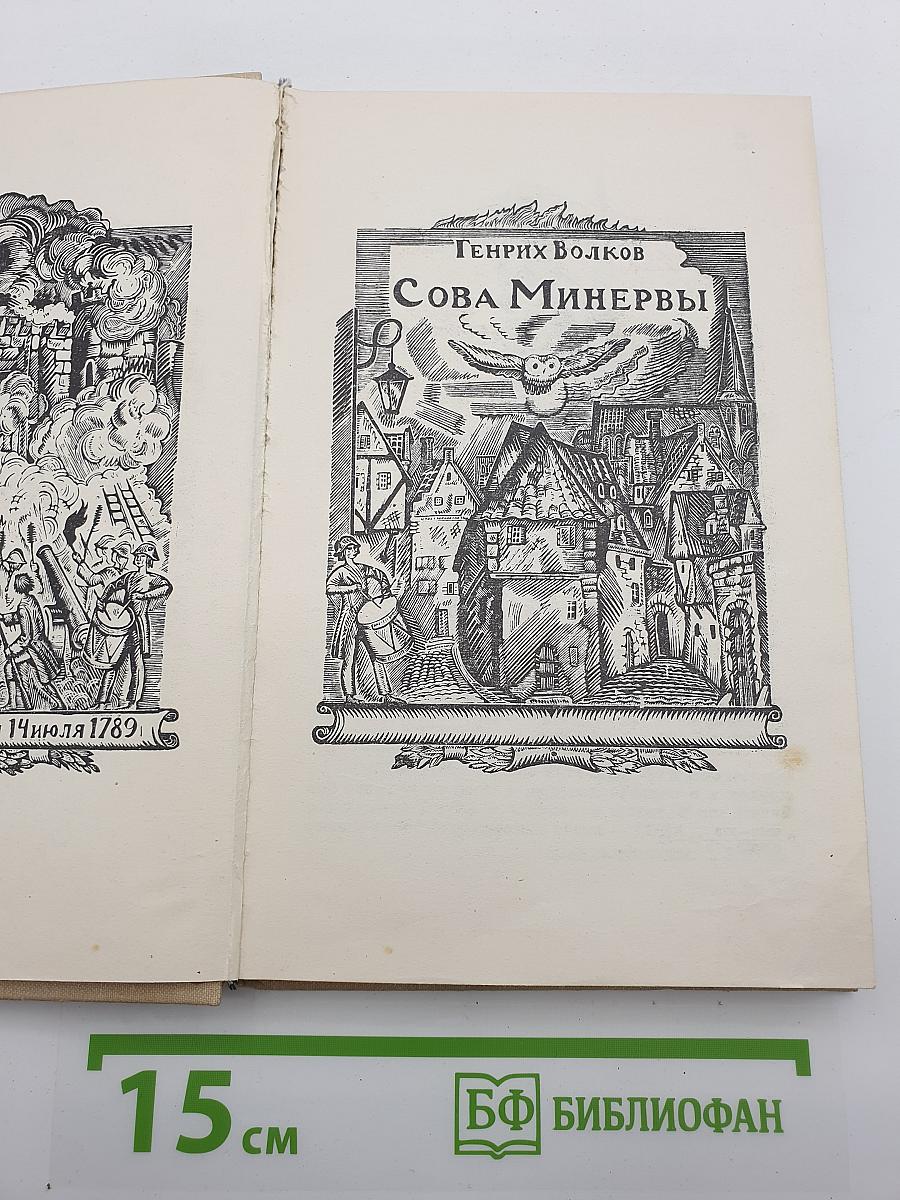 Генрих Волков
Сова Минервы
14 июля 1789
15 см
БФ БИБЛИОФАН